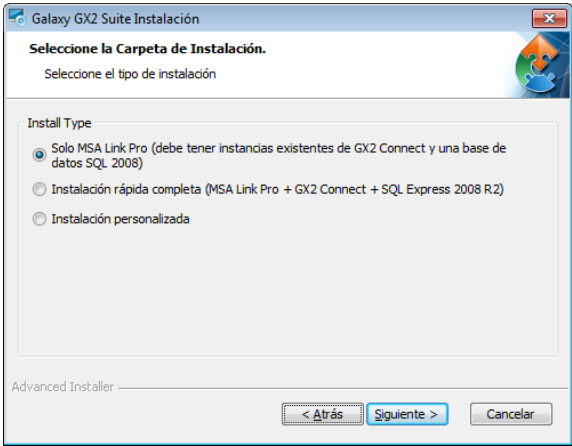 Galaxy GX2 Suite Instalación
Seleccione la Carpeta de Instalación.
Seleccione el tipo de instalación
Install Type
Solo MSA Link Pro (debe tener instancias existentes de GX2 Connect y una base de
datos SQL 2008)
Instalación rápida completa (MSA Link Pro + GX2 Connect + SQL Express 2008 R2)
Instalación personalizada
Advanced Installer
< Atrás
Siguiente >
Cancelar